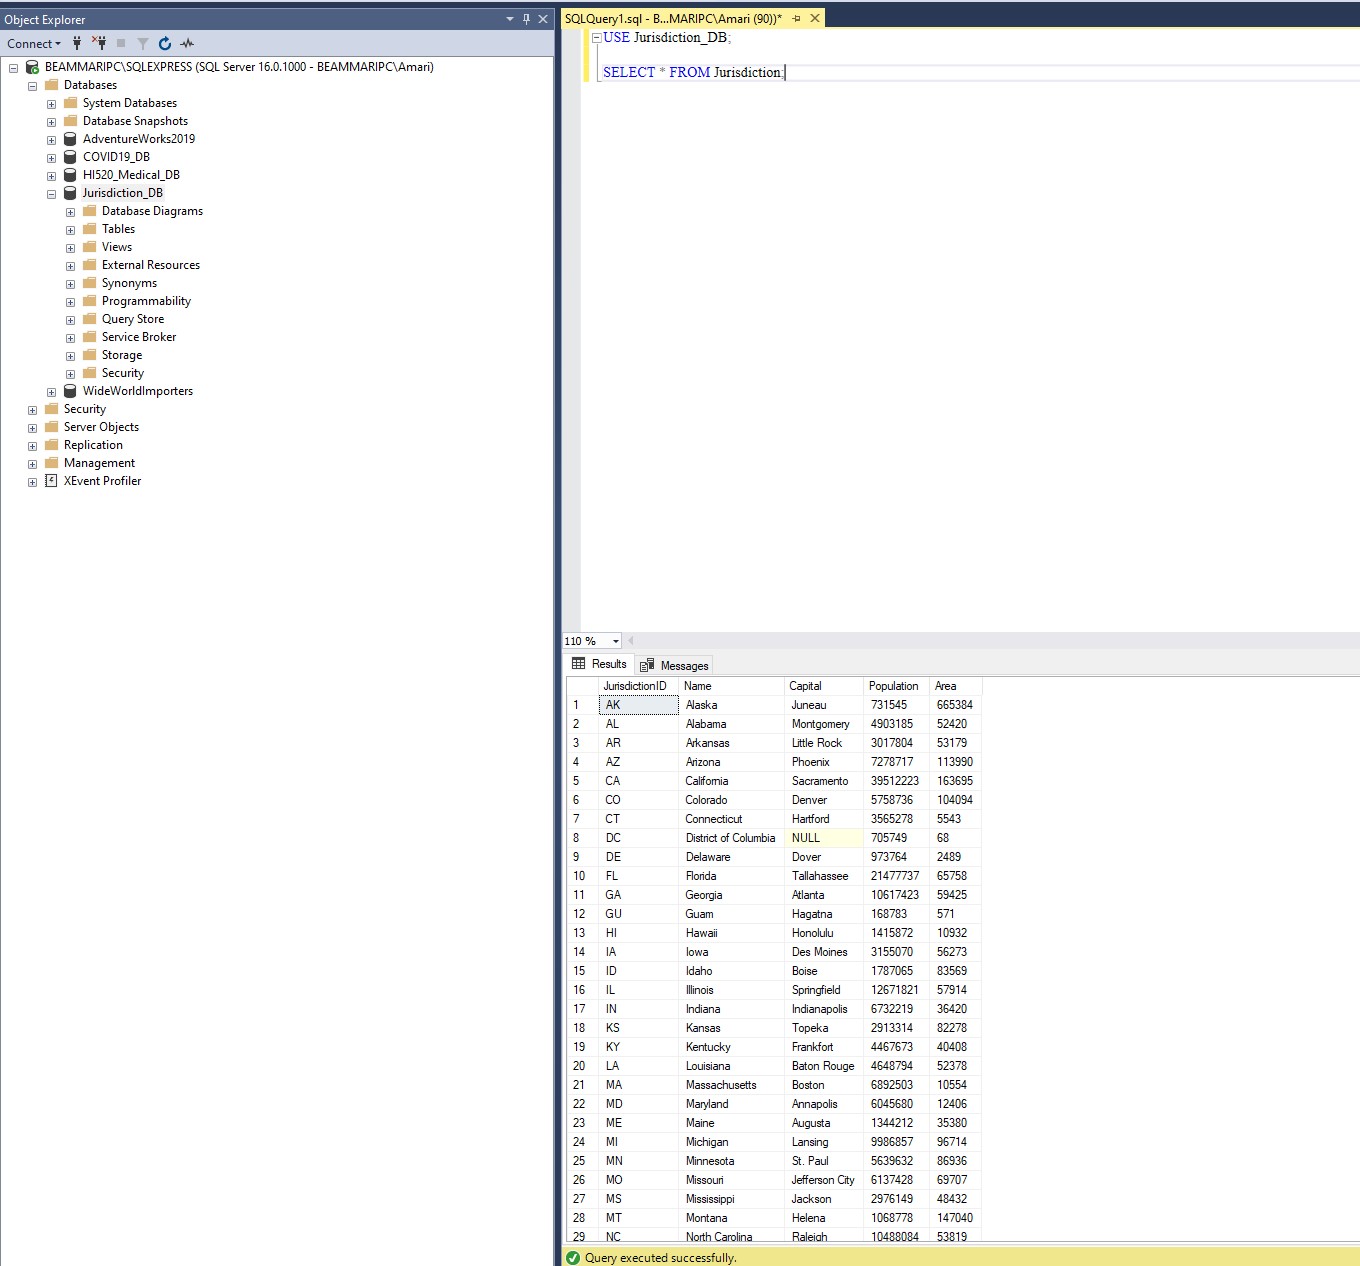 Object Explorer
Connect
BEAMMARIPC\SQLEXPRESS (SQL Server 16.0.1000 - BEAMMARIPC\Amari)
Databases
System Databases
Database Snapshots
AdventureWorks2019
COVID19_DB
HI520_Medical_DB
Jurisdiction_DB
Database Diagrams
Tables
Views
External Resources
Synonyms
Programmability
Query Store
Service Broker
Storage
Security
WideWorldImporters
Security
Server Objects
Replication
Management
XEvent Profiler
SQLQuery1.sql - B...MARIPC\Amari (90))*
USE Jurisdiction_DB;
SELECT * FROM Jurisdiction;
110 %
Results Messages
JurisdictionID Name Capital Population Area
1 AK Alaska Juneau 731545 665384
2 AL Alabama Montgomery 4903185 52420
3 AR Arkansas Little Rock 3017804 53179
4 AZ Arizona Phoenix 7278717 113990
5 CA California Sacramento 39512223 163695
6 CO Colorado Denver 5758736 104094
7 CT Connecticut Hartford 3565278 5543
8 DC District of Columbia NULL 705749 68
9 DE Delaware Dover 973764 2489
10 FL Florida Tallahassee 21477737 65758
11 GA Georgia Atlanta 10617423 59425
12 GU Guam Hagatna 168783 571
13 HI Hawaii Honolulu 1415872 10932
14 IA Iowa Des Moines 3155070 56273
15 ID Idaho Boise 1787065 83569
16 IL Illinois Springfield 12671821 57914
17 IN Indiana Indianapolis 6732219 36420
18 KS Kansas Topeka 2913314 82278
19 KY Kentucky Frankfort 4467673 40408
20 LA Louisiana Baton Rouge 4648794 52378
21 MA Massachusetts Boston 6892503 10554
22 MD Maryland Annapolis 6045680 12406
23 ME Maine Augusta 1344212 35380
24 MI Michigan Lansing 9986857 96714
25 MN Minnesota St. Paul 5639632 86936
26 MO Missouri Jefferson City 6137428 69707
27 MS Mississippi Jackson 2976149 48432
28 MT Montana Helena 1068778 147040
29 NC North Carolina Raleigh 10488084 53819
Query executed successfully.